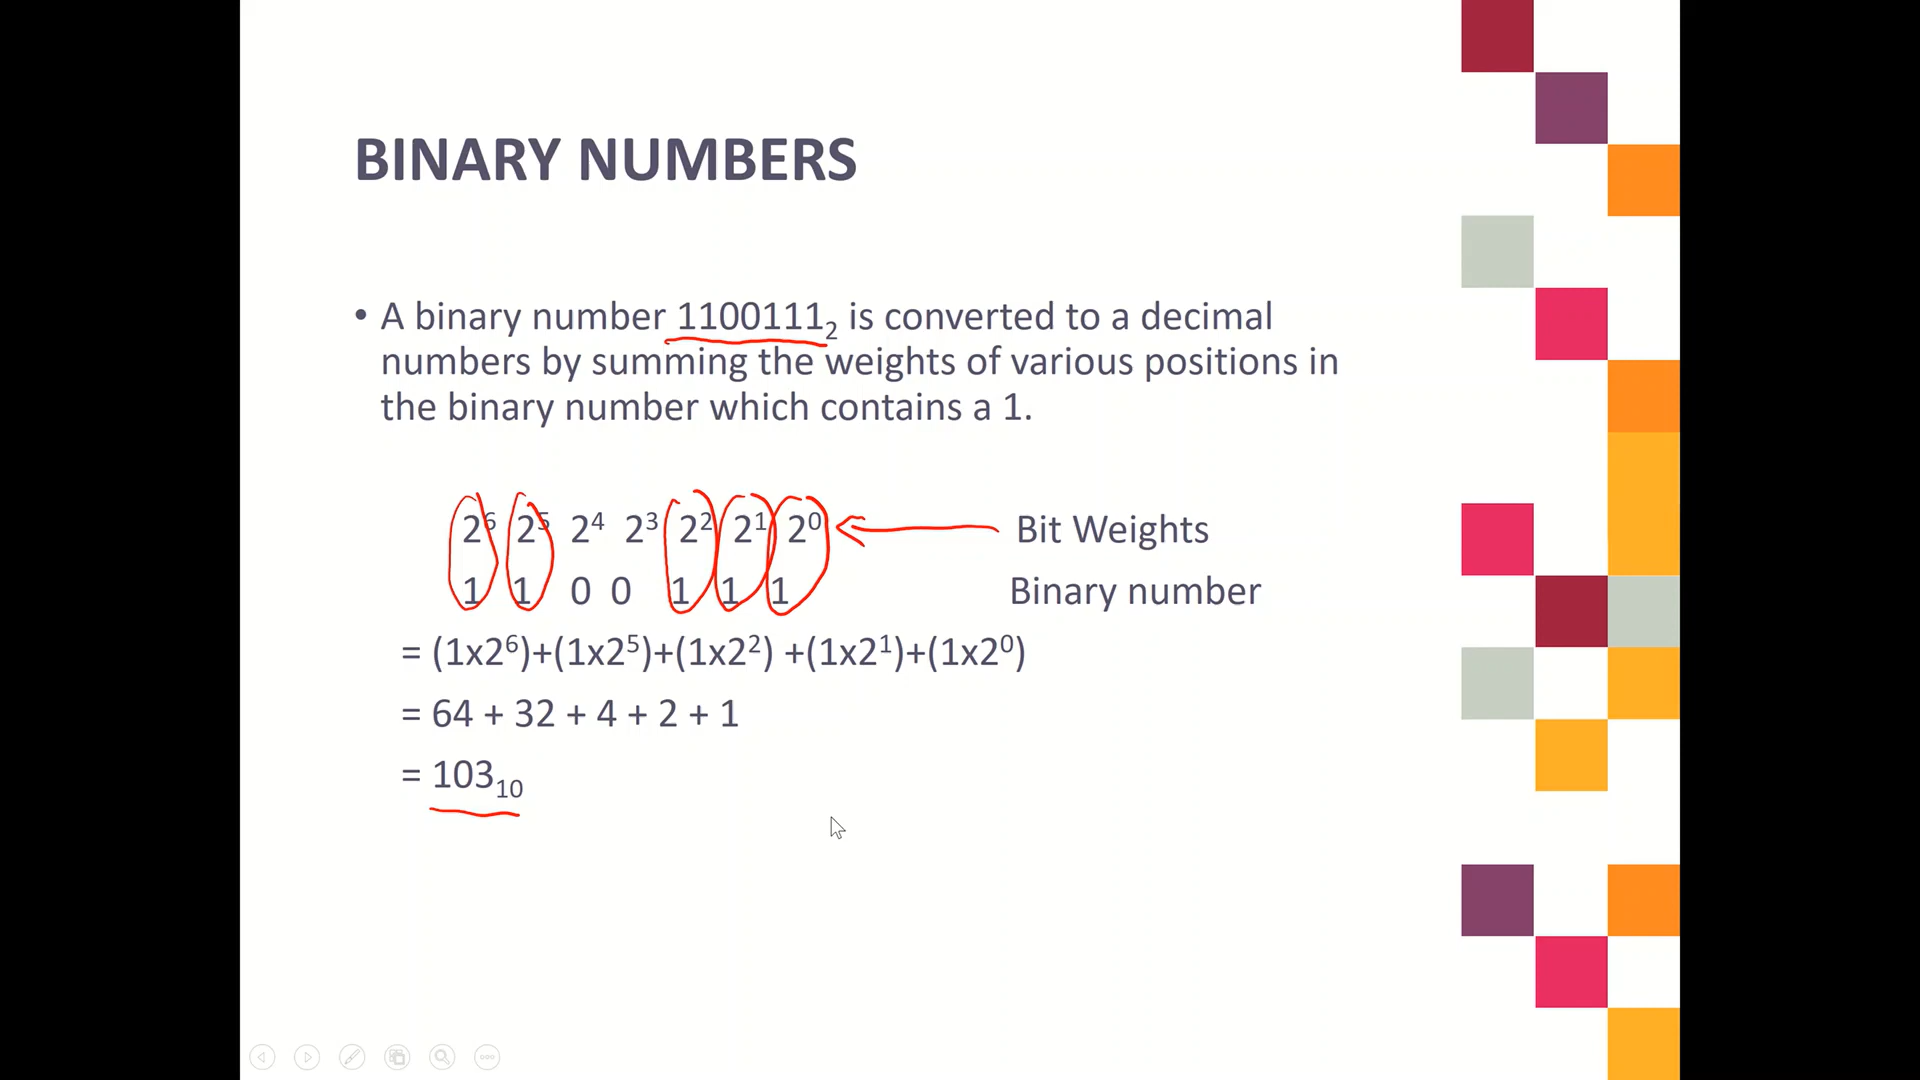 BINARY NUMBERS
• A binary number 1100111₂ is converted to a decimal
numbers by summing the weights of various positions in
the binary number which contains a 1.
2⁶ 2⁵ 2⁴ 2³ 2² 2¹ 2⁰ Bit Weights
1 1 0 0 1 1 1 Binary number
= (1x2⁶)+(1x2⁵)+(1x2²) +(1x2¹)+(1x2⁰)
= 64 + 32 + 4 + 2 + 1
= 103₁₀